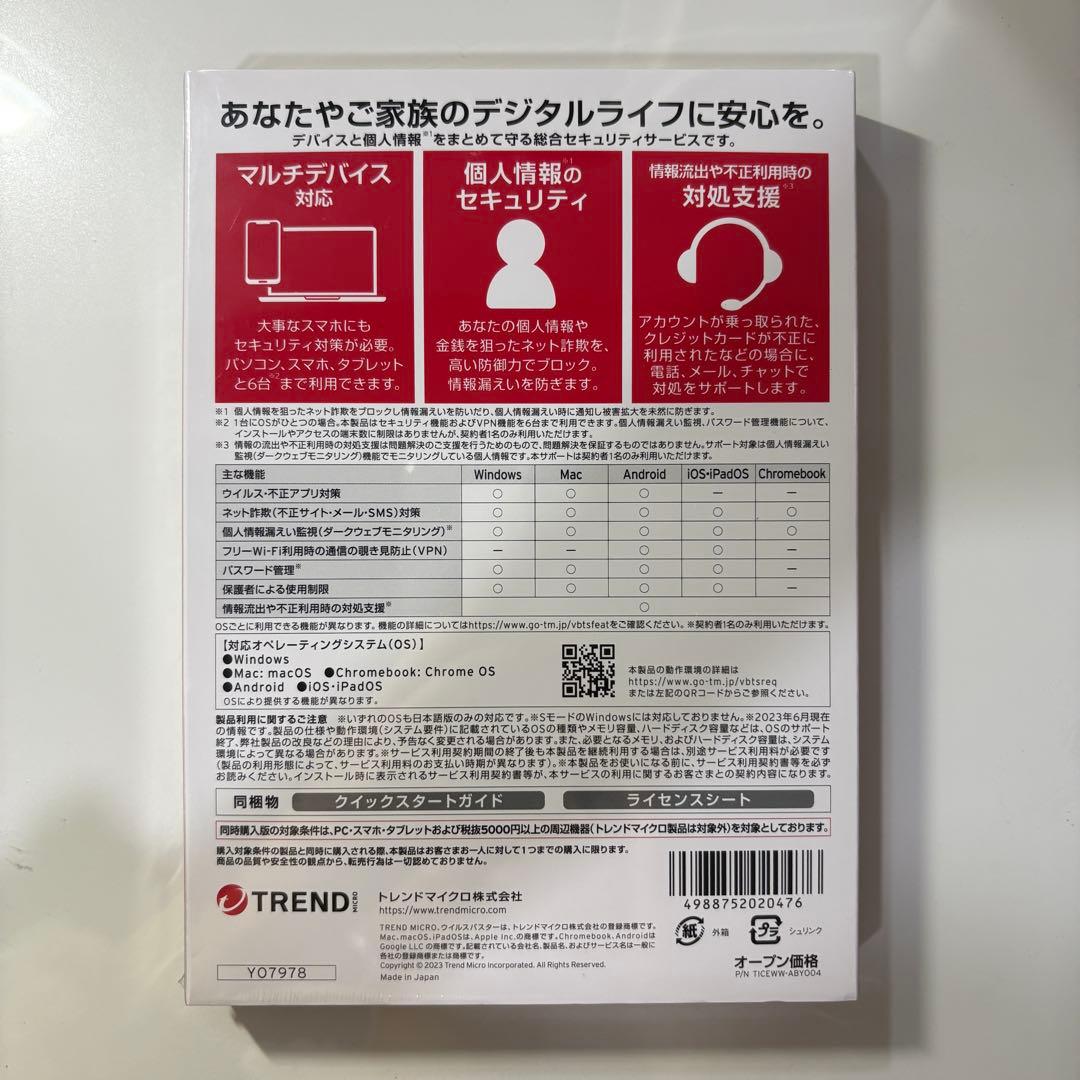 あなたやご家族のデジタルライフに安心を。
デバイスと個人情報※1をまとめて守る総合セキュリティサービスです。
マルチデバイス
対応
大事なスマホにも
セキュリティ対策が必要。
パソコン、スマホ、タブレット
と6台※2まで利用できます。
個人情報の※1
セキュリティ
あなたの個人情報や
金銭を狙ったネット詐欺を、
高い防御力でブロック。
情報漏えいを防ぎます。
情報流出や不正利用時の
対処支援※3
アカウントが乗っ取られた、
クレジットカードが不正に
利用されたなどの場合に、
電話、メール、チャットで
対処をサポートします。
※1 個人情報を狙ったネット詐欺をブロックし情報漏えいを防いだり、個人情報漏えい時に通知し被害拡大を未然に防ぎます。
※2 1台にOSがひとつの場合。本製品はセキュリティ機能およびVPN機能を6台まで利用できます。個人情報漏えい監視、パスワード管理機能について、
インストールやアクセスの端末数に制限はありませんが、契約者1名のみ利用いただけます。
※3 情報の流出や不正利用時の対処支援は問題解決のご支援を行うためのもので、問題解決を保証するものではありません。サポート対象は個人情報漏えい
監視(ダークウェブモニタリング)機能でモニタリングしている個人情報です。本サポートは契約者1名のみ利用いただけます。
主な機能 Windows Mac Android iOS・iPadOS Chromebook
ウイルス・不正アプリ対策 ○ ○ ○ － －
ネット詐欺(不正サイト・メール・SMS)対策 ○ ○ ○ ○ ○
個人情報漏えい監視(ダークウェブモニタリング)※ ○ ○ ○ ○ ○
フリーWi-Fi利用時の通信の覗き見防止(VPN) － － ○ ○ －
パスワード管理※ ○ ○ ○ ○ －
保護者による使用制限 ○ ○ ○ ○ －
情報流出や不正利用時の対処支援※ ○
OSごとに利用できる機能が異なります。機能の詳細についてはhttps://www.go-tm.jp/vbtsfeatをご確認ください。※契約者1名のみ利用いただけます。
【対応オペレーティングシステム(OS)】
●Windows
●Mac: macOS ●Chromebook: Chrome OS
●Android ●iOS・iPadOS
OSにより提供する機能が異なります。
本製品の動作環境の詳細は
https://www.go-tm.jp/vbtsreq
または左記のQRコードからご参照ください。
製品利用に関するご注意 ※いずれのOSも日本語版のみの対応です。※SモードのWindowsには対応しておりません。※2023年6月現在
の情報です。製品の仕様や動作環境(システム要件)に記載されているOSの種類やメモリ容量、ハードディスク容量などは、OSのサポート
終了、弊社製品の改良などの理由により、予告なく変更される場合があります。また、必要となるメモリ、およびハードディスク容量は、システム
環境によって異なる場合があります。※サービス利用契約期間の終了後も本製品を継続利用する場合は、別途サービス利用料が必要です
(製品の利用形態によって、サービス利用料のお支払い時期が異なります)。※本製品をお使いになる前に、サービス利用契約書等を必ず
お読みください。インストール時に表示されるサービス利用契約書等が、本サービスの利用に関するお客さまとの契約内容になります。
同梱物 クイックスタートガイド ライセンスシート
同時購入版の対象条件は、PC・スマホ・タブレットおよび税抜5000円以上の周辺機器(トレンドマイクロ製品は対象外)を対象としております。
購入対象条件の製品と同時に購入される際、本製品はお客さまお一人に対して1つまでの購入に限ります。
商品の品質や安全性の観点から、転売行為は一切認めておりません。
TREND MICRO
トレンドマイクロ株式会社
https://www.trendmicro.com
TREND MICRO、ウイルスバスターは、トレンドマイクロ株式会社の登録商標です。
Mac、macOS、iPadOSは、Apple Inc.の商標です。Chromebook、Androidは
Google LLC の商標です。記載されている会社名、製品名、およびサービス名は一般に
各社の登録商標または商標です。
Copyright © 2023 Trend Micro Incorporated. All Rights Reserved.
Made in Japan
4988752020476
紙 外箱 プラ シュリンク
オープン価格
P/N TICEWW-ABYO04
YO7978